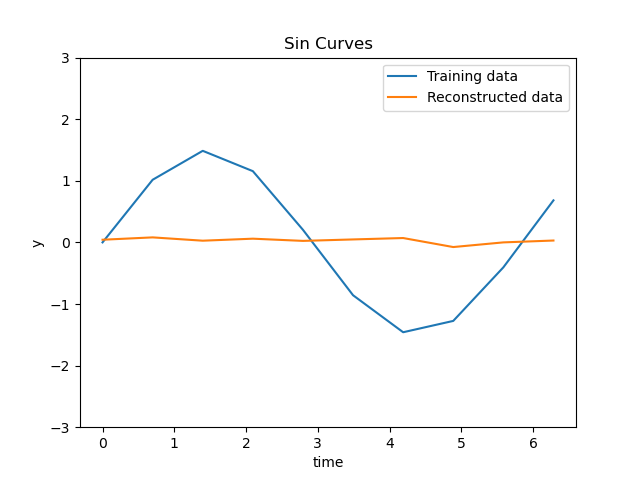 Sin Curves
Training data
Reconstructed data
3
2
1
0
−1
−2
−3
y
0 1 2 3 4 5 6
time